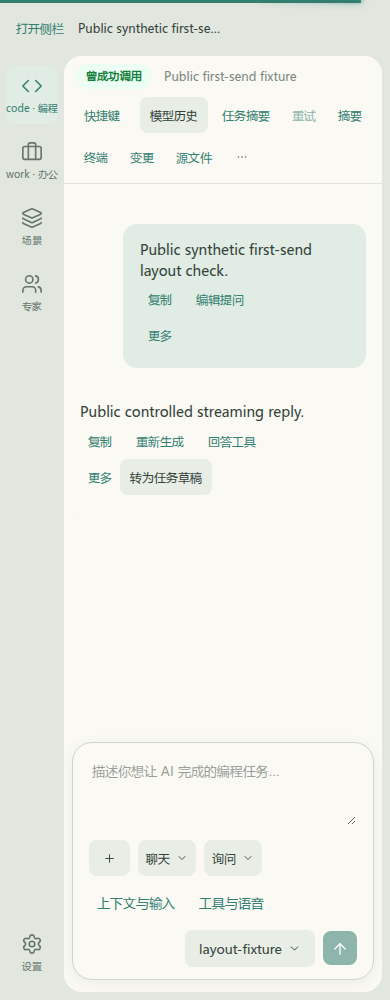 打开侧栏 Public synthetic first-se...
曾成功调用 Public first-send fixture
code · 编程
快捷键 模型历史 任务摘要 重试 摘要
work · 办公
终端 变更 源文件 ...
场景
专家
Public synthetic first-send
layout check.
复制 编辑提问
更多
Public controlled streaming reply.
复制 重新生成 回答工具
更多 转为任务草稿
描述你想让 AI 完成的编程任务...
+ 聊天 询问
上下文与输入 工具与语音
layout-fixture
设置